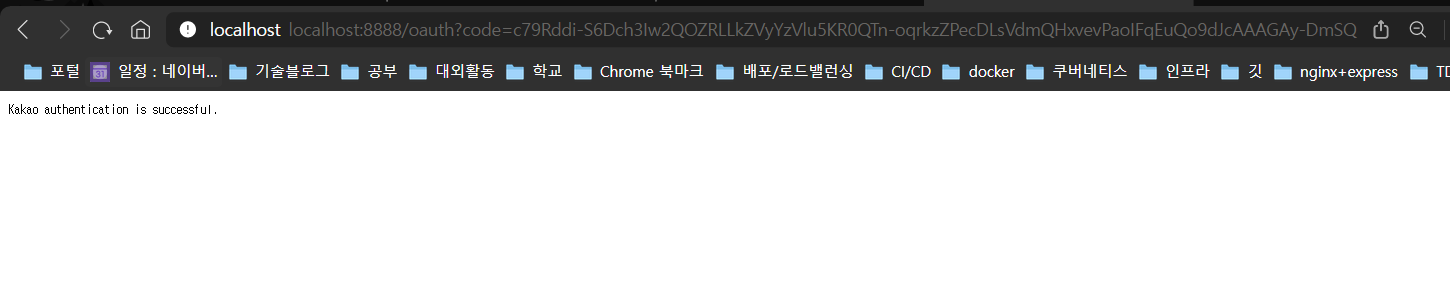 localhost localhost:8888/oauth?code=c79Rddi-S6Dch3Iw2QOZRLLkZVyYzVlu5KR0QTn-oqrkzZPecDLsVdmQHxvevPaoIFqEuQo9dJcAAAGAy-DmSQ
포털 31 일정 : 네이버... 기술블로그 공부 대외활동 학교 Chrome 북마크 배포/로드밸런싱 CI/CD docker 쿠버네티스 인프라 깃 nginx+express
Kakao authentication is successful.